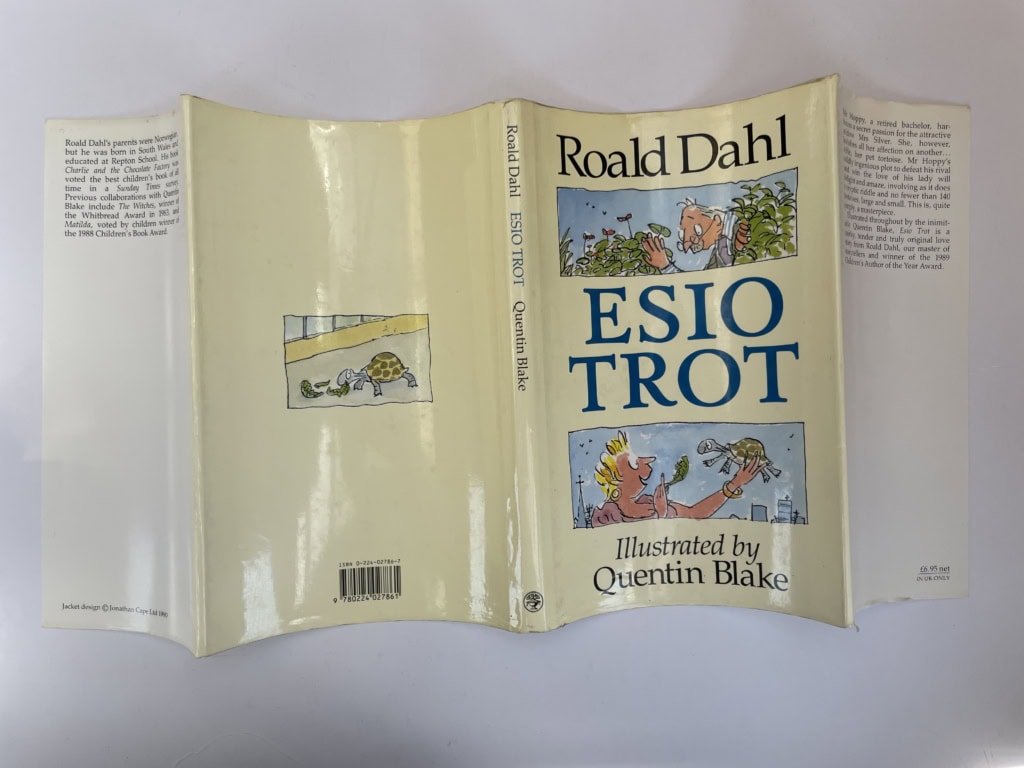 Roald Dahl's parents were Norwegian
but he was born in South Wales and
educated at Repton School. His book
Charlie and the Chocolate Factory was
voted the best children's book of all
time in a Sunday Times survey.
Previous collaborations with Quentin
Blake include The Witches, winner of
the Whitbread Award in 1983, and
Matilda, voted by children winner of
the 1988 Children's Book Award.
Jacket design © Jonathan Cape Ltd 1990
ISBN 0-224-02786-7
9 780224 027861
Roald Dahl ESIO TROT Quentin Blake
Roald Dahl
ESIO
TROT
Illustrated by
Quentin Blake
Mr Hoppy, a retired bachelor, har-
a secret passion for the attractive
Mrs Silver. She, however,
all her affection on another…
her pet tortoise. Mr Hoppy's
ingenious plot to defeat his rival
the love of his lady will
and amaze, involving as it does
riddle and no fewer than 140
large and small. This is, quite
a masterpiece.
Illustrated throughout by the inimit-
Quentin Blake, Esio Trot is a
tender and truly original love
from Roald Dahl, our master of
and winner of the 1989
Children's Author of the Year Award.
£6.95 net
IN UK ONLY